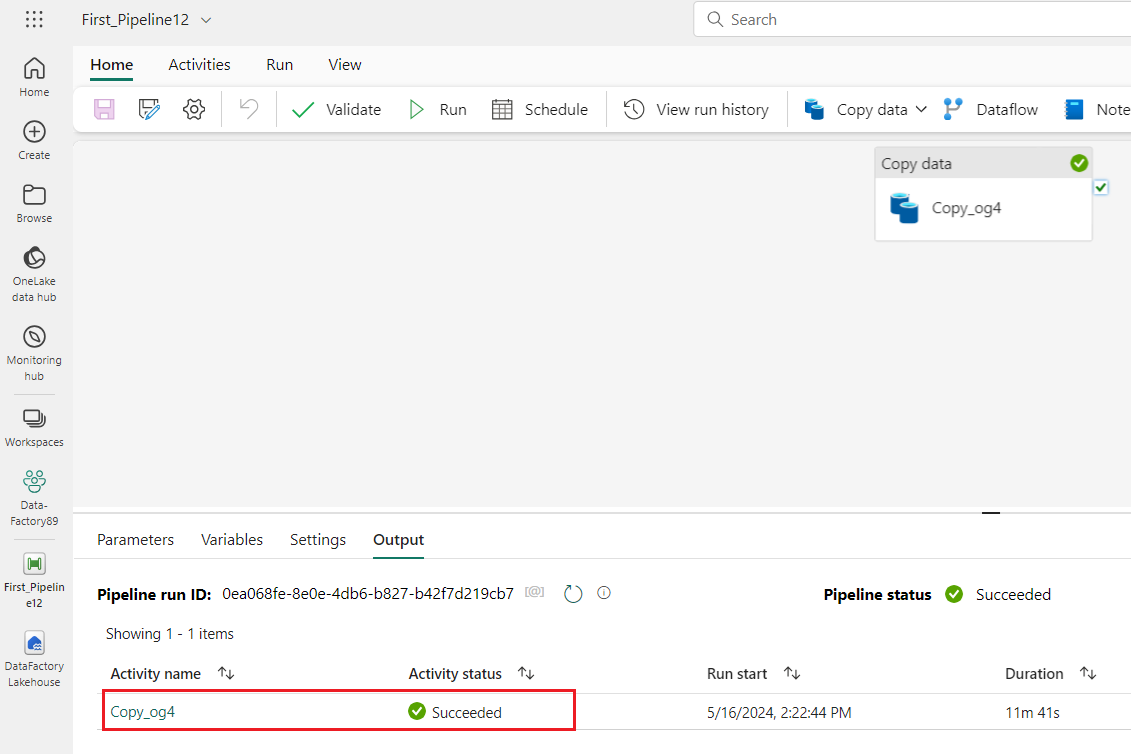 First_Pipeline12
Search
Home
Activities
Run
View
Validate
Run
Schedule
View run history
Copy data
Dataflow
Note
Home
Create
Browse
OneLake
data hub
Monitoring
hub
Workspaces
Data-
Factory89
First_Pipelin
e12
DataFactory
Lakehouse
Copy data
Copy_og4
Parameters
Variables
Settings
Output
Pipeline run ID: 0ea068fe-8e0e-4db6-b827-b42f7d219cb7 [@]
Pipeline status Succeeded
Showing 1 - 1 items
Activity name Activity status Run start Duration
Copy_og4 Succeeded 5/16/2024, 2:22:44 PM 11m 41s